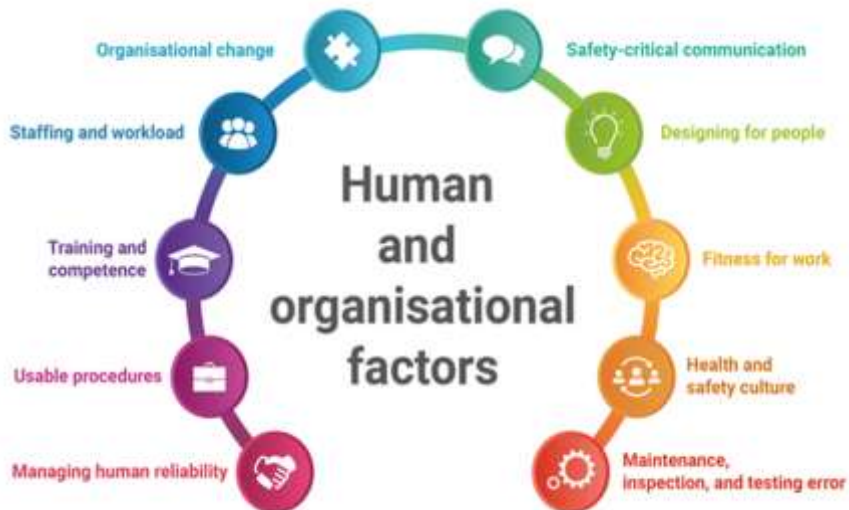 Organisational change
Safety-critical communication
Staffing and workload
Designing for people
Human
and
organisational
factors
Training and
competence
Fitness for work
Usable procedures
Health and
safety culture
Managing human reliability
Maintenance,
inspection, and testing error